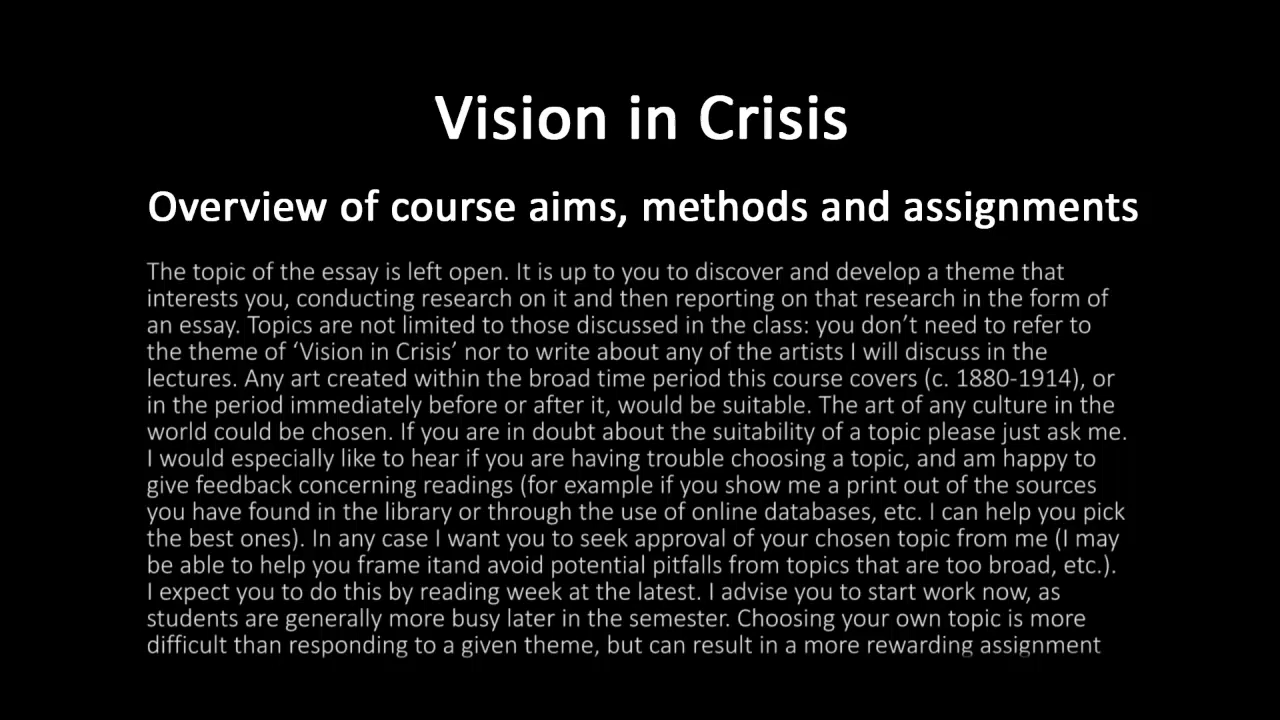 Vision in Crisis
Overview of course aims, methods and assignments
The topic of the essay is left open. It is up to you to discover and develop a theme that
interests you, conducting research on it and then reporting on that research in the form of
an essay. Topics are not limited to those discussed in the class: you don’t need to refer to
the theme of ‘Vision in Crisis’ nor to write about any of the artists I will discuss in the
lectures. Any art created within the broad time period this course covers (c. 1880-1914), or
in the period immediately before or after it, would be suitable. The art of any culture in the
world could be chosen. If you are in doubt about the suitability of a topic please just ask me.
I would especially like to hear if you are having trouble choosing a topic, and am happy to
give feedback concerning readings (for example if you show me a print out of the sources
you have found in the library or through the use of online databases, etc. I can help you pick
the best ones). In any case I want you to seek approval of your chosen topic from me (I may
be able to help you frame itand avoid potential pitfalls from topics that are too broad, etc.).
I expect you to do this by reading week at the latest. I advise you to start work now, as
students are generally more busy later in the semester. Choosing your own topic is more
difficult than responding to a given theme, but can result in a more rewarding assignment